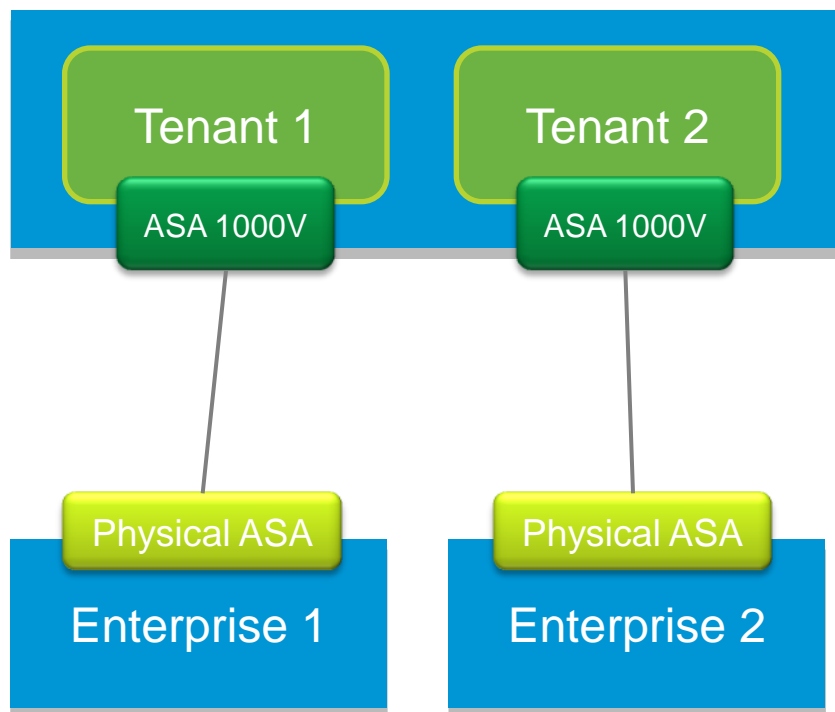 Tenant 1
Tenant 2
ASA 1000V
ASA 1000V
Physical ASA
Physical ASA
Enterprise 1
Enterprise 2